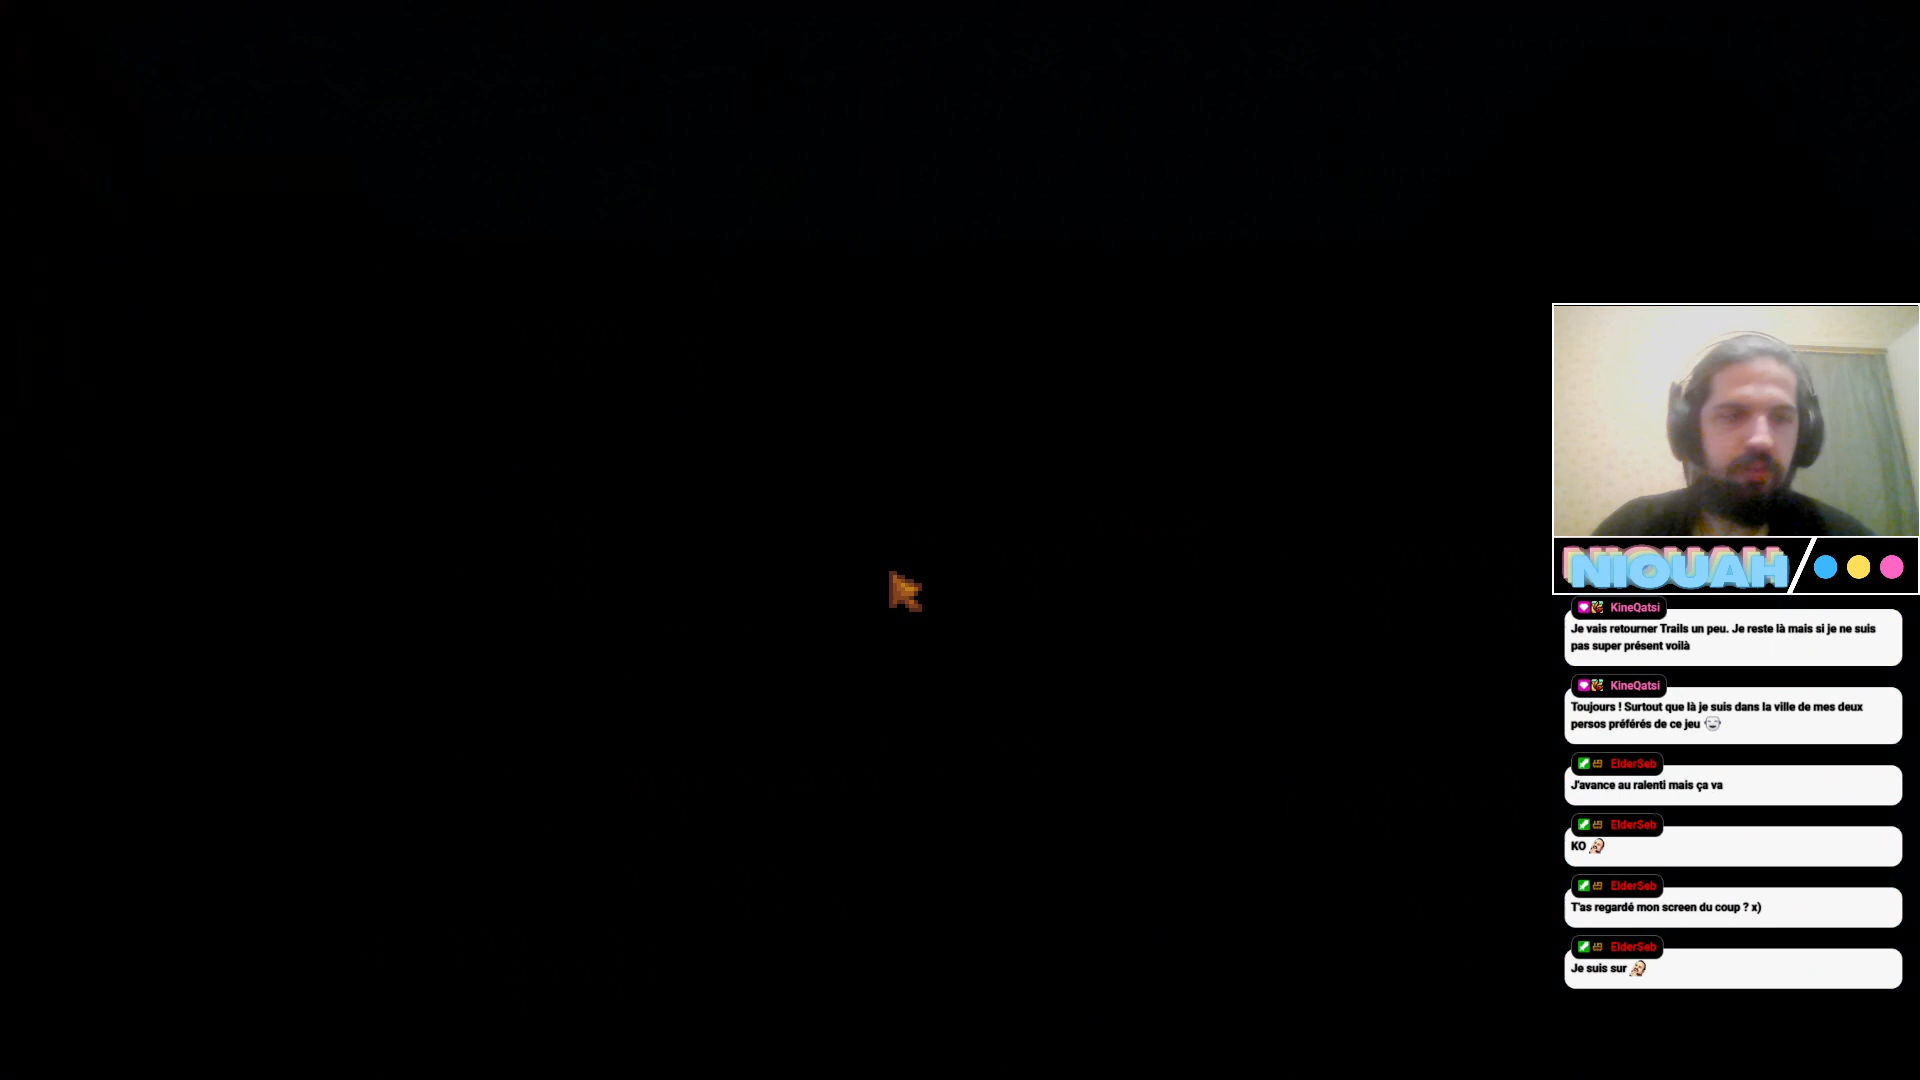 NIOUAH
KineQatsi
Je vais retourner Trails un peu. Je reste là mais si je ne suis
pas super présent voilà
KineQatsi
Toujours ! Surtout que là je suis dans la ville de mes deux
persos préférés de ce jeu
ElderSeb
J'avance au ralenti mais ça va
ElderSeb
KO
ElderSeb
T'as regardé mon screen du coup ? x)
ElderSeb
Je suis sur